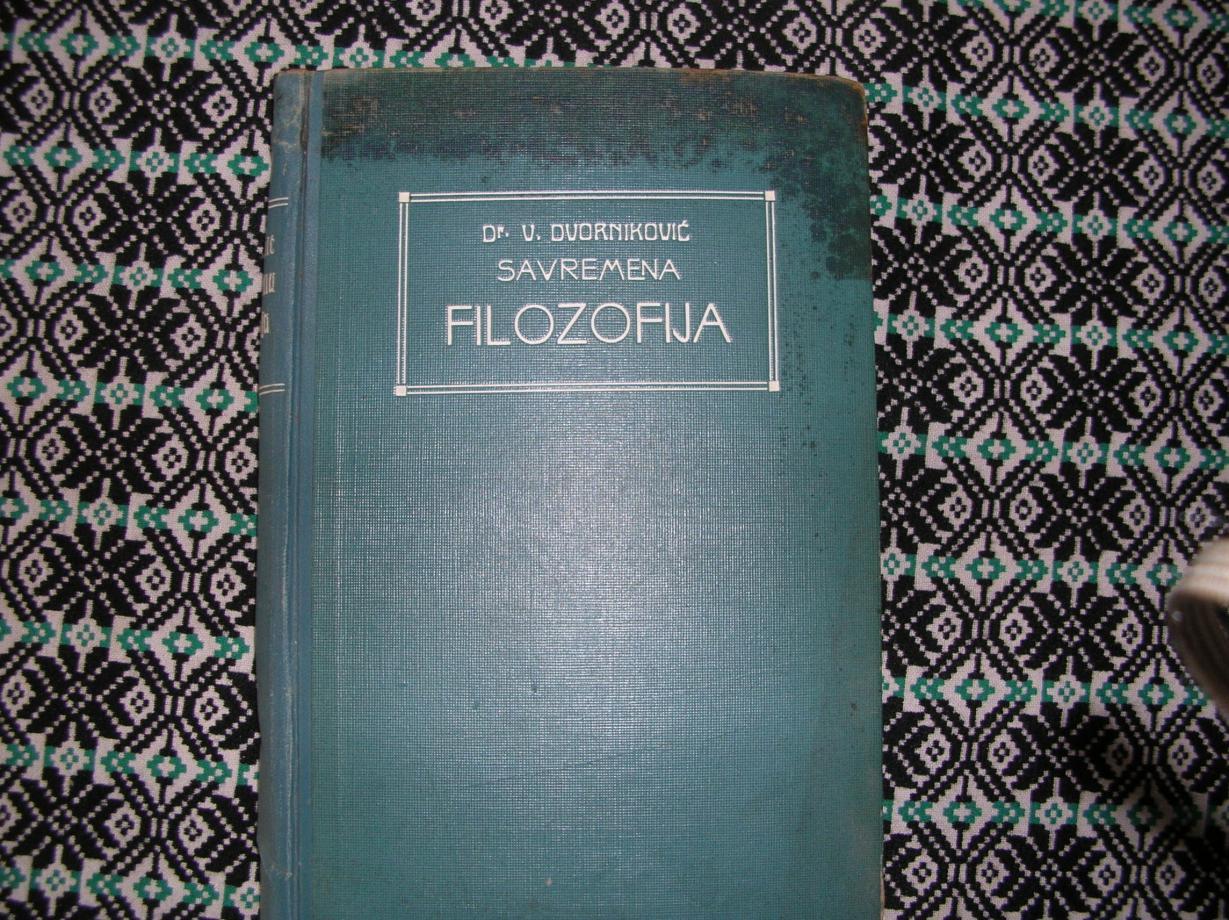 Dr. V. DVORNIKOVIĆ
SAVREMENA
FILOZOFIJA